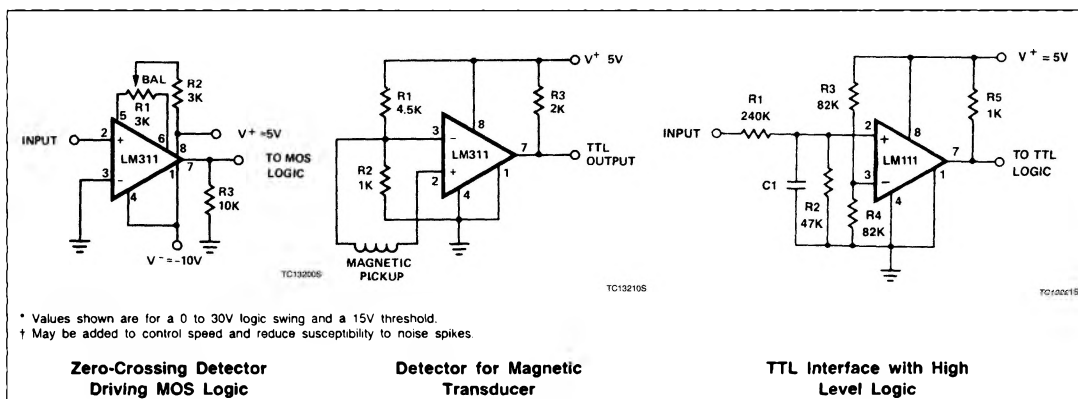 BAL
R1
3K
R2
3K
5
6
INPUT
2
+
LM311
3
−
8
7
1
4
V+ =5V
TO MOS
LOGIC
R3
10K
V− = −10V
TC13200S
V+ 5V
R1
4.5K
R3
2K
3
−
8
LM311
7
TTL
OUTPUT
R2
1K
2
+
1
4
MAGNETIC
PICKUP
TC13210S
V+ = 5V
R1
240K
R3
82K
R5
1K
INPUT
2
+
8
LM111
7
TO TTL
LOGIC
3
−
1
C1
R2
47K
R4
82K
4
* Values shown are for a 0 to 30V logic swing and a 15V threshold.
† May be added to control speed and reduce susceptibility to noise spikes.
Zero-Crossing Detector
Driving MOS Logic
Detector for Magnetic
Transducer
TTL Interface with High
Level Logic